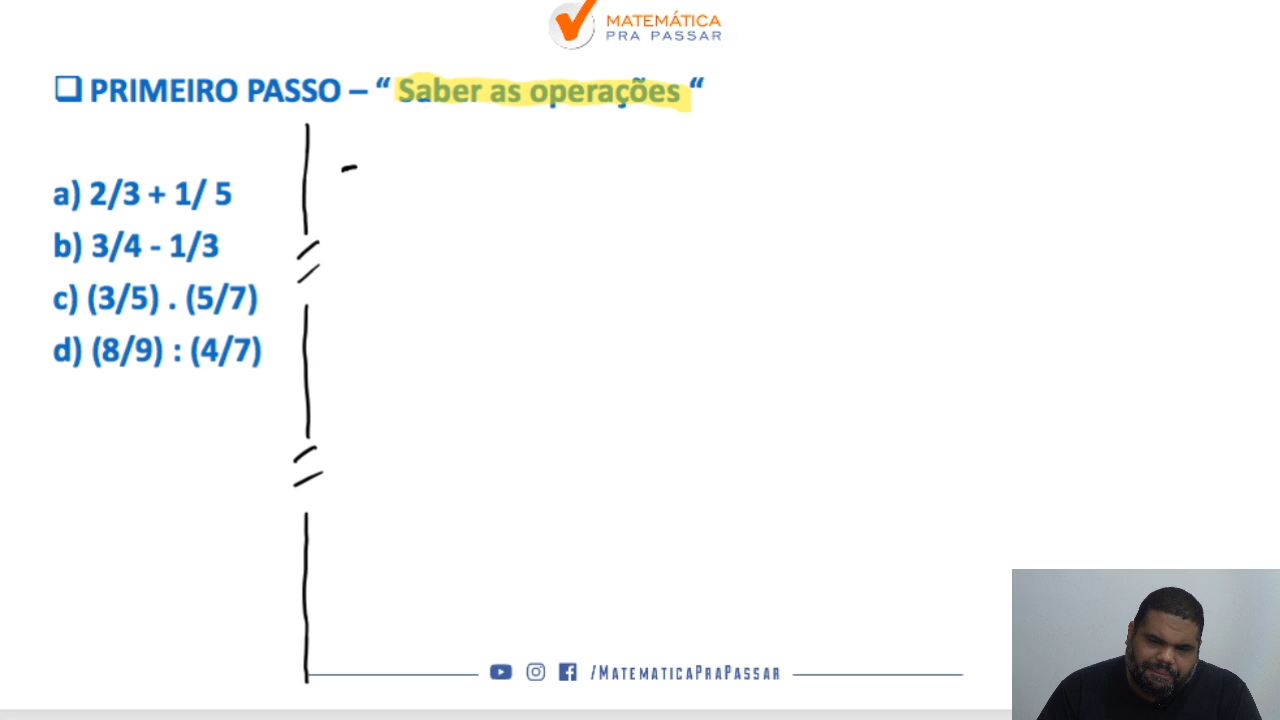 MATEMÁTICA
PRA PASSAR
PRIMEIRO PASSO – “ Saber as operações “
a) 2/3 + 1/ 5
b) 3/4 - 1/3
c) (3/5) . (5/7)
d) (8/9) : (4/7)
/MATEMATICAPRAPASSAR